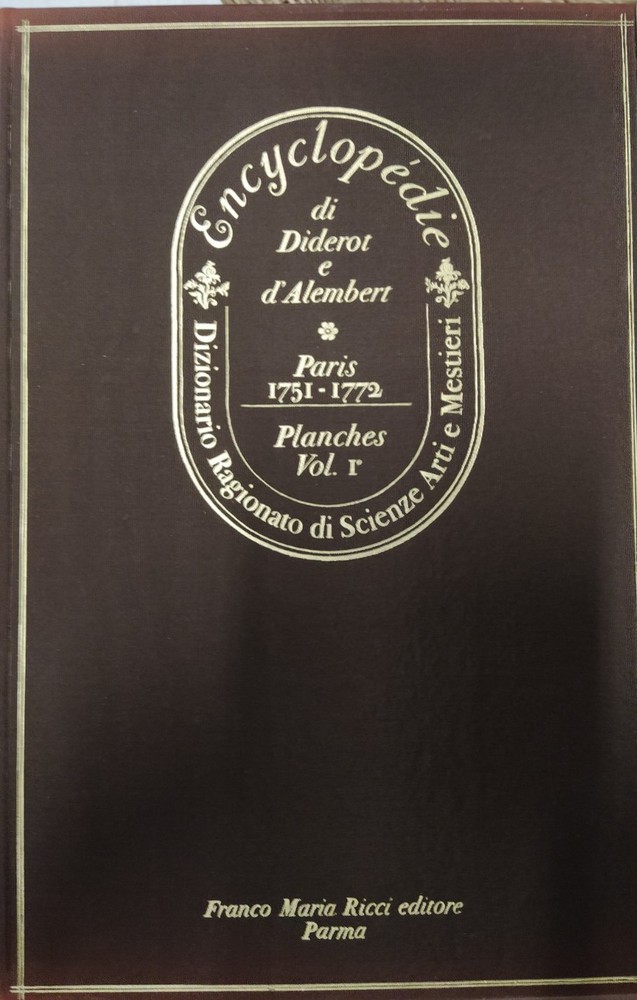 Encyclopédie
di
Diderot
e
d'Alembert
Paris
1751-1772
Planches
Vol. Iʳ
Dizionario Ragionato di Scienze Arti e Mestieri
Franco Maria Ricci editore
Parma